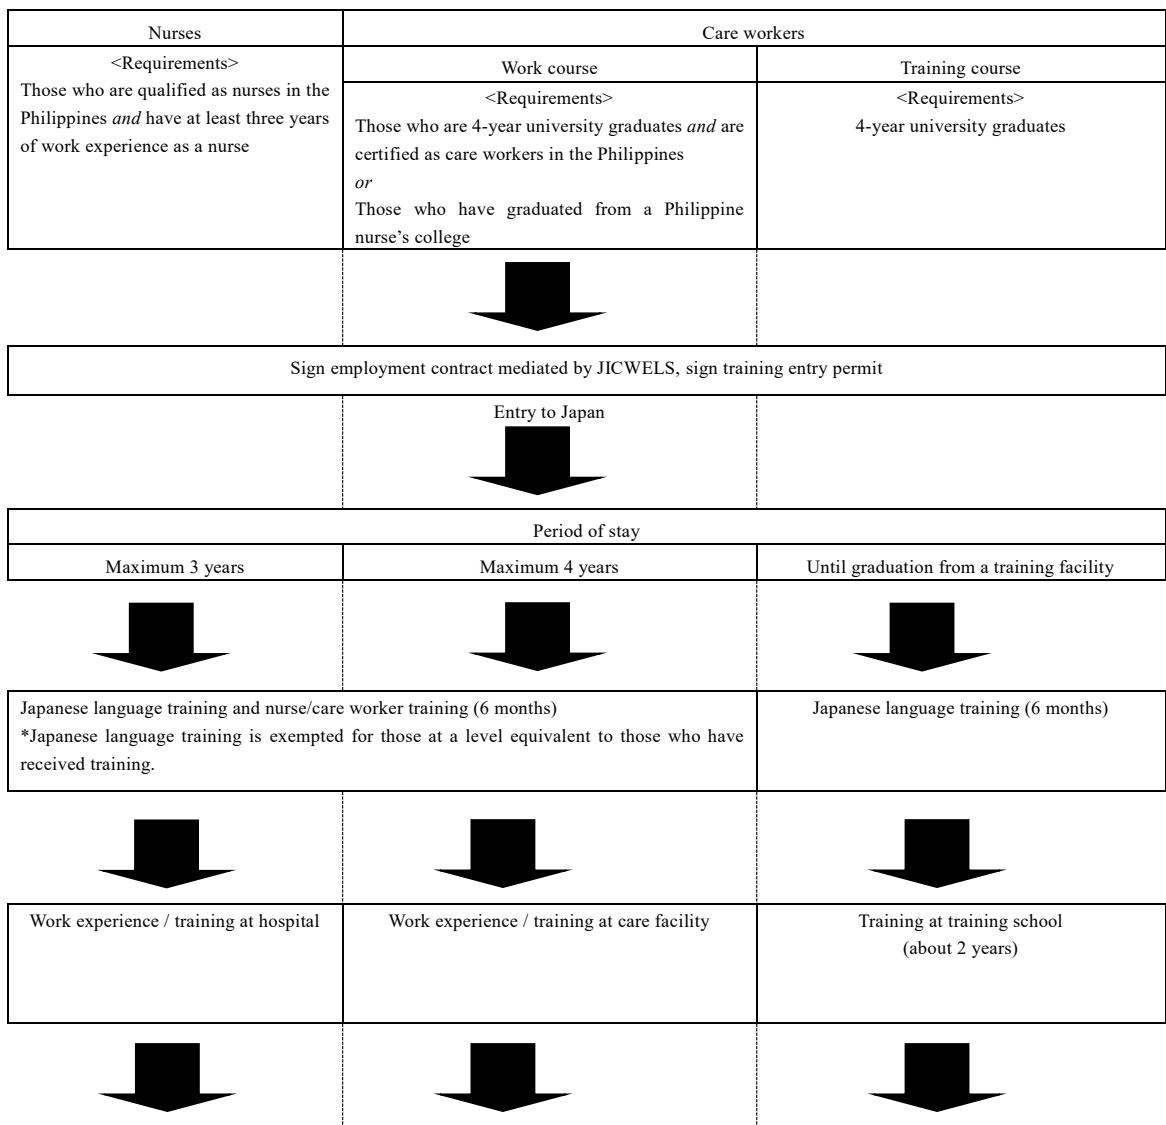 Nurses
Care workers
<Requirements>
Those who are qualified as nurses in the
Philippines and have at least three years
of work experience as a nurse
Work course
<Requirements>
Those who are 4-year university graduates and are
certified as care workers in the Philippines
or
Those who have graduated from a Philippine
nurse’s college
Training course
<Requirements>
4-year university graduates
Sign employment contract mediated by JICWELS, sign training entry permit
Entry to Japan
Period of stay
Maximum 3 years
Maximum 4 years
Until graduation from a training facility
Japanese language training and nurse/care worker training (6 months)
*Japanese language training is exempted for those at a level equivalent to those who have
received training.
Japanese language training (6 months)
Work experience / training at hospital
Work experience / training at care facility
Training at training school
(about 2 years)